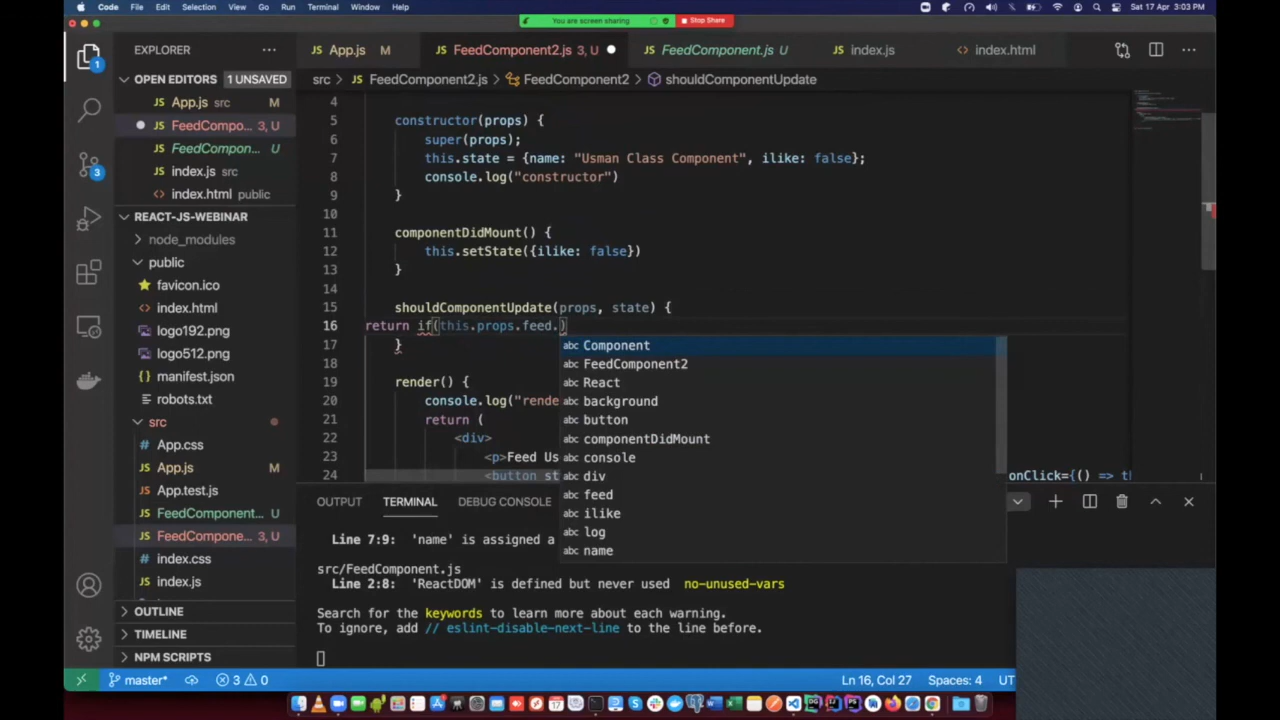 Code File Edit Selection View Go Run Terminal Window Help
Sat 17 Apr 3:03 PM
You are screen sharing
Stop Share
EXPLORER
App.js M
FeedComponent2.js 3, U
FeedComponent.js U
index.js
index.html
OPEN EDITORS 1 UNSAVED
src > FeedComponent2.js > FeedComponent2 > shouldComponentUpdate
JS App.js src M
JS FeedCompo... 3, U
JS FeedCompon... U
JS index.js src
<> index.html public
REACT-JS-WEBINAR
node_modules
public
favicon.ico
index.html
logo192.png
logo512.png
manifest.json
robots.txt
src
App.css
App.js M
App.test.js
FeedComponent... U
FeedCompone... 3, U
index.css
index.js
OUTLINE
TIMELINE
NPM SCRIPTS
4
5 constructor(props) {
6 super(props);
7 this.state = {name: "Usman Class Component", ilike: false};
8 console.log("constructor")
9 }
10
11 componentDidMount() {
12 this.setState({ilike: false})
13 }
14
15 shouldComponentUpdate(props, state) {
16 return if(this.props.feed.)
17 }
18
19 render() {
20 console.log("rende
21 return (
22 <div>
23 <p>Feed Us
24 <button st
onClick={() => th
abc Component
abc FeedComponent2
abc React
abc background
abc button
abc componentDidMount
abc console
abc div
abc feed
abc ilike
abc log
abc name
OUTPUT TERMINAL DEBUG CONSOLE
Line 7:9: 'name' is assigned a
src/FeedComponent.js
Line 2:8: 'ReactDOM' is defined but never used no-unused-vars
Search for the keywords to learn more about each warning.
To ignore, add // eslint-disable-next-line to the line before.
master* 3 0
Ln 16, Col 27 Spaces: 4 UT